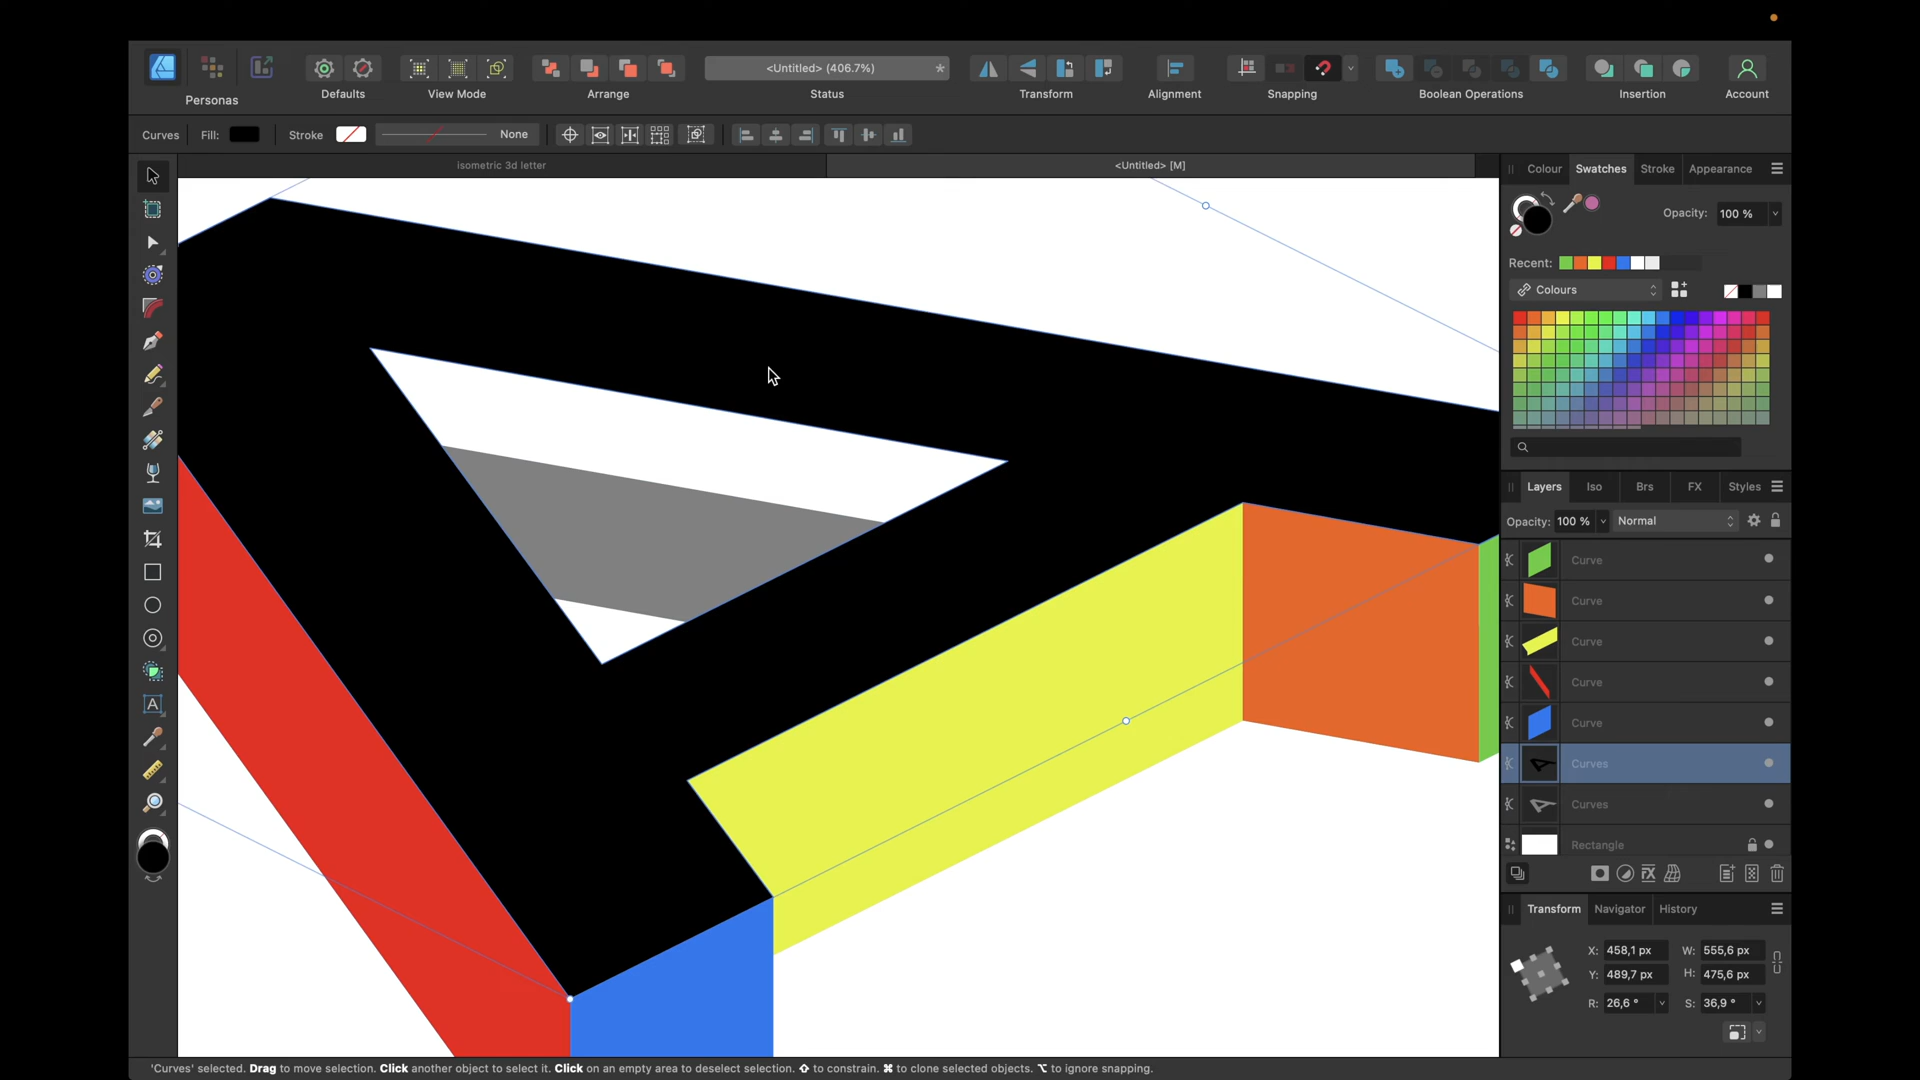 <Untitled> (406.7%)
*
Personas
Defaults
View Mode
Arrange
Status
Transform
Alignment
Snapping
Boolean Operations
Insertion
Account
Curves
Fill:
Stroke
None
isometric 3d letter
<Untitled> [M]
Colour
Swatches
Stroke
Appearance
Opacity:
100 %
Recent:
Colours
Layers
Iso
Brs
FX
Styles
Opacity:
100 %
Normal
Curve
Curve
Curve
Curve
Curve
Curves
Curves
Rectangle
FX
Transform
Navigator
History
X: 458,1 px W: 555,6 px
Y: 489,7 px H: 475,6 px
R: 26,6 ° S: 36,9 °
A
'Curves' selected. Drag to move selection. Click another object to select it. Click on an empty area to deselect selection. ⇧ to constrain. ⌘ to clone selected objects. ⌥ to ignore snapping.